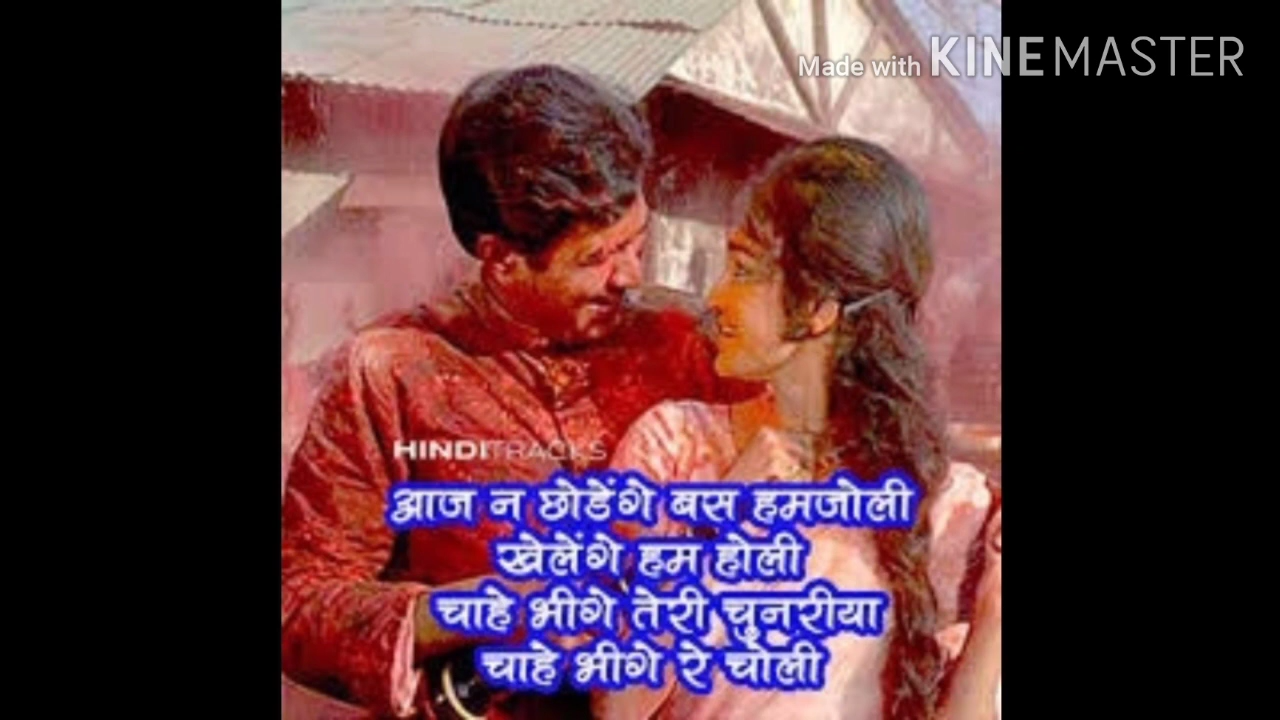 Made with KINEMASTER
HINDITRACKS
आज न छोडेंगे बस हमजोली
खेलेंगे हम होली
चाहे भीगे तेरी चुनरीया
चाहे भीगे रे चोली